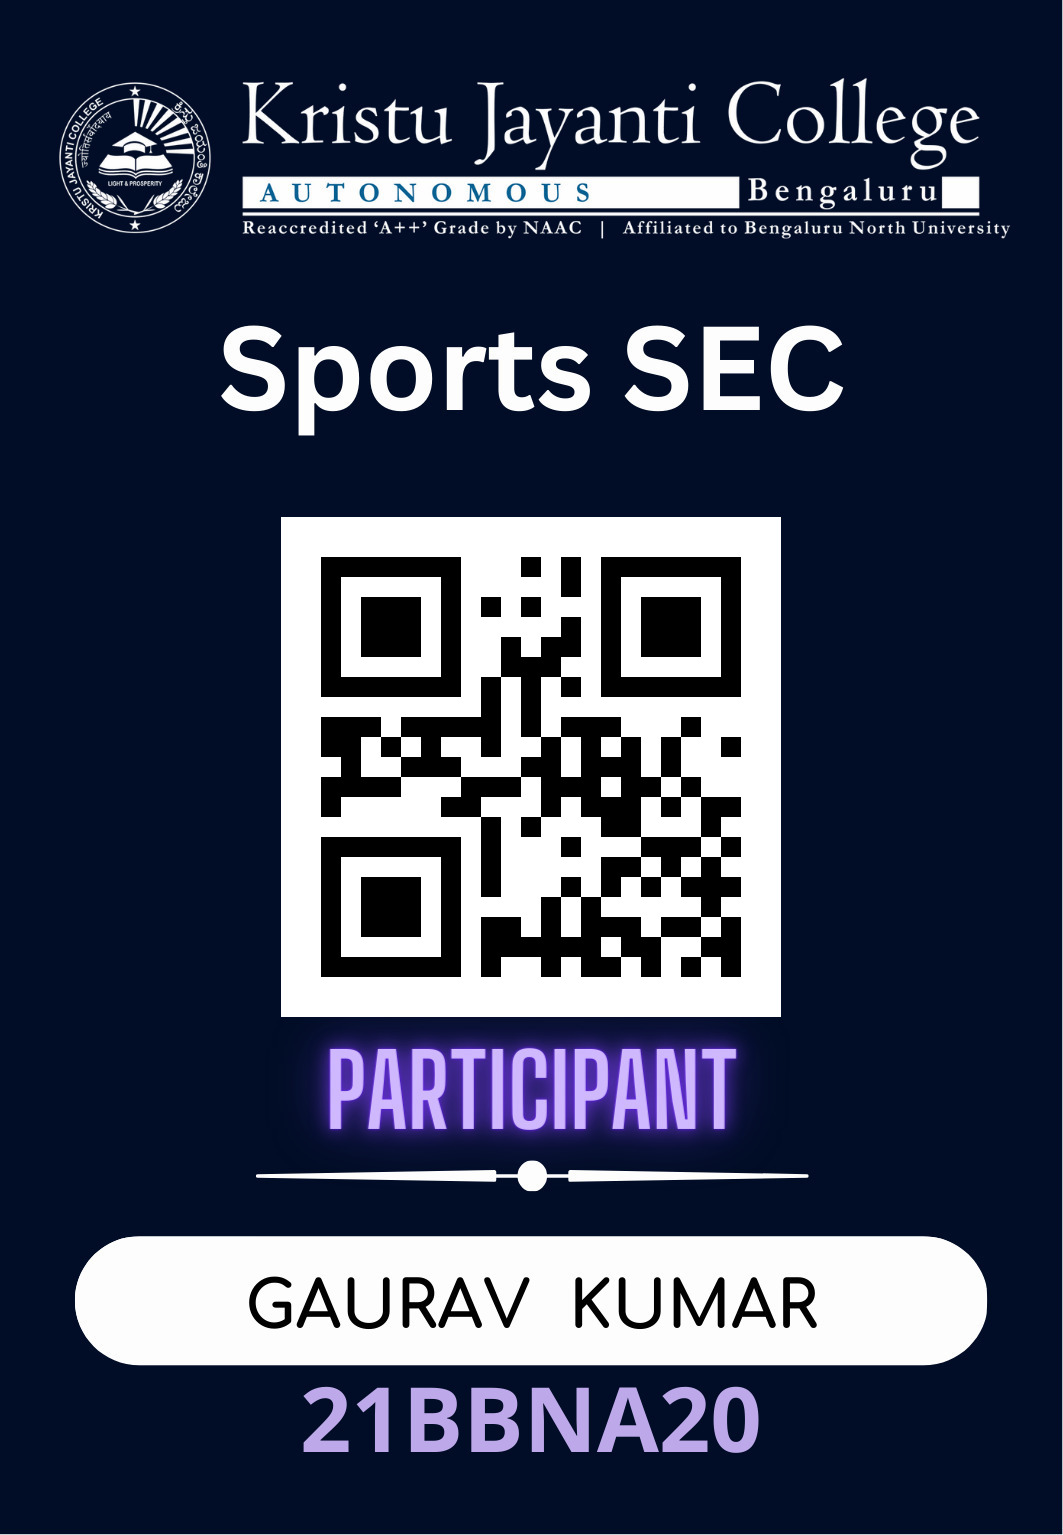 Kristu Jayanti College
AUTONOMOUS Bengaluru
Reaccredited ‘A++’ Grade by NAAC | Affiliated to Bengaluru North University
KRISTU JAYANTI COLLEGE
LIGHT & PROSPERITY
Sports SEC
PARTICIPANT
GAURAV KUMAR
21BBNA20